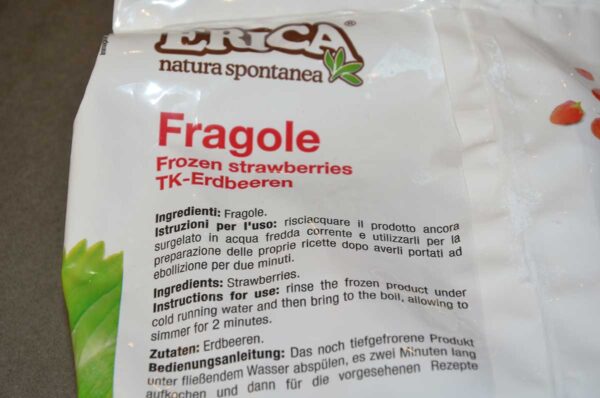 ERiCA®
natura spontanea
Fragole
Frozen strawberries
TK-Erdbeeren
Ingredienti: Fragole.
Istruzioni per l'uso: risciacquare il prodotto ancora
surgelato in acqua fredda corrente e utilizzarli per la
preparazione delle proprie ricette dopo averli portati ad
ebollizione per due minuti.
Ingredients: Strawberries.
Instructions for use: rinse the frozen product under
cold running water and then bring to the boil, allowing to
simmer for 2 minutes.
Zutaten: Erdbeeren.
Bedienungsanleitung: Das noch tiefgefrorene Produkt
unter fließendem Wasser abspülen, es zwei Minuten lang
aufkochen und dann für die vorgesehenen Rezepte